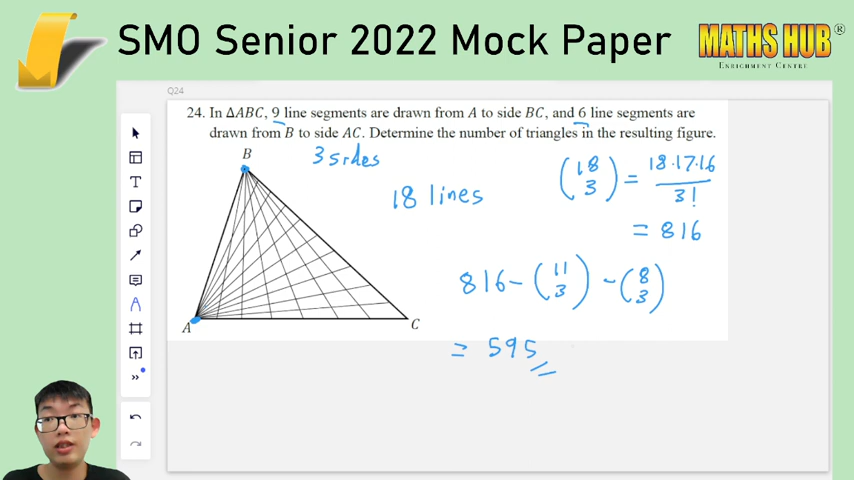 SMO Senior 2022 Mock Paper
MATHS HUB®
ENRICHMENT CENTRE
Q24
24. In ΔABC, 9 line segments are drawn from A to side BC, and 6 line segments are
drawn from B to side AC. Determine the number of triangles in the resulting figure.
B
3 sides
18 lines
(18 3) = 18·17·16 / 3!
= 816
816 - (11 3) - (8 3)
A
C
= 595
T